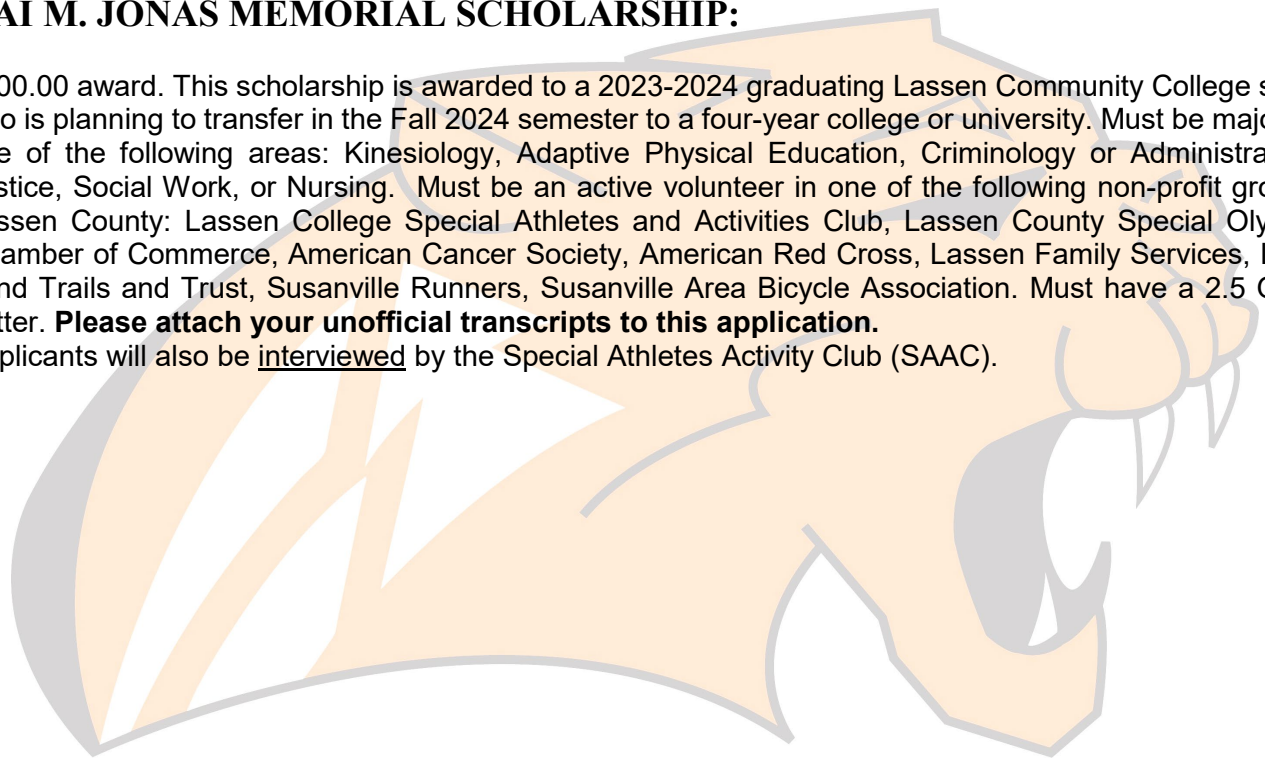 AI M. JONAS MEMORIAL SCHOLARSHIP:
00.00 award. This scholarship is awarded to a 2023-2024 graduating Lassen Community College s
o is planning to transfer in the Fall 2024 semester to a four-year college or university. Must be majo
e of the following areas: Kinesiology, Adaptive Physical Education, Criminology or Administra
stice, Social Work, or Nursing. Must be an active volunteer in one of the following non-profit gro
ssen County: Lassen College Special Athletes and Activities Club, Lassen County Special Oly
amber of Commerce, American Cancer Society, American Red Cross, Lassen Family Services, L
nd Trails and Trust, Susanville Runners, Susanville Area Bicycle Association. Must have a 2.5 G
tter. Please attach your unofficial transcripts to this application.
plicants will also be interviewed by the Special Athletes Activity Club (SAAC).